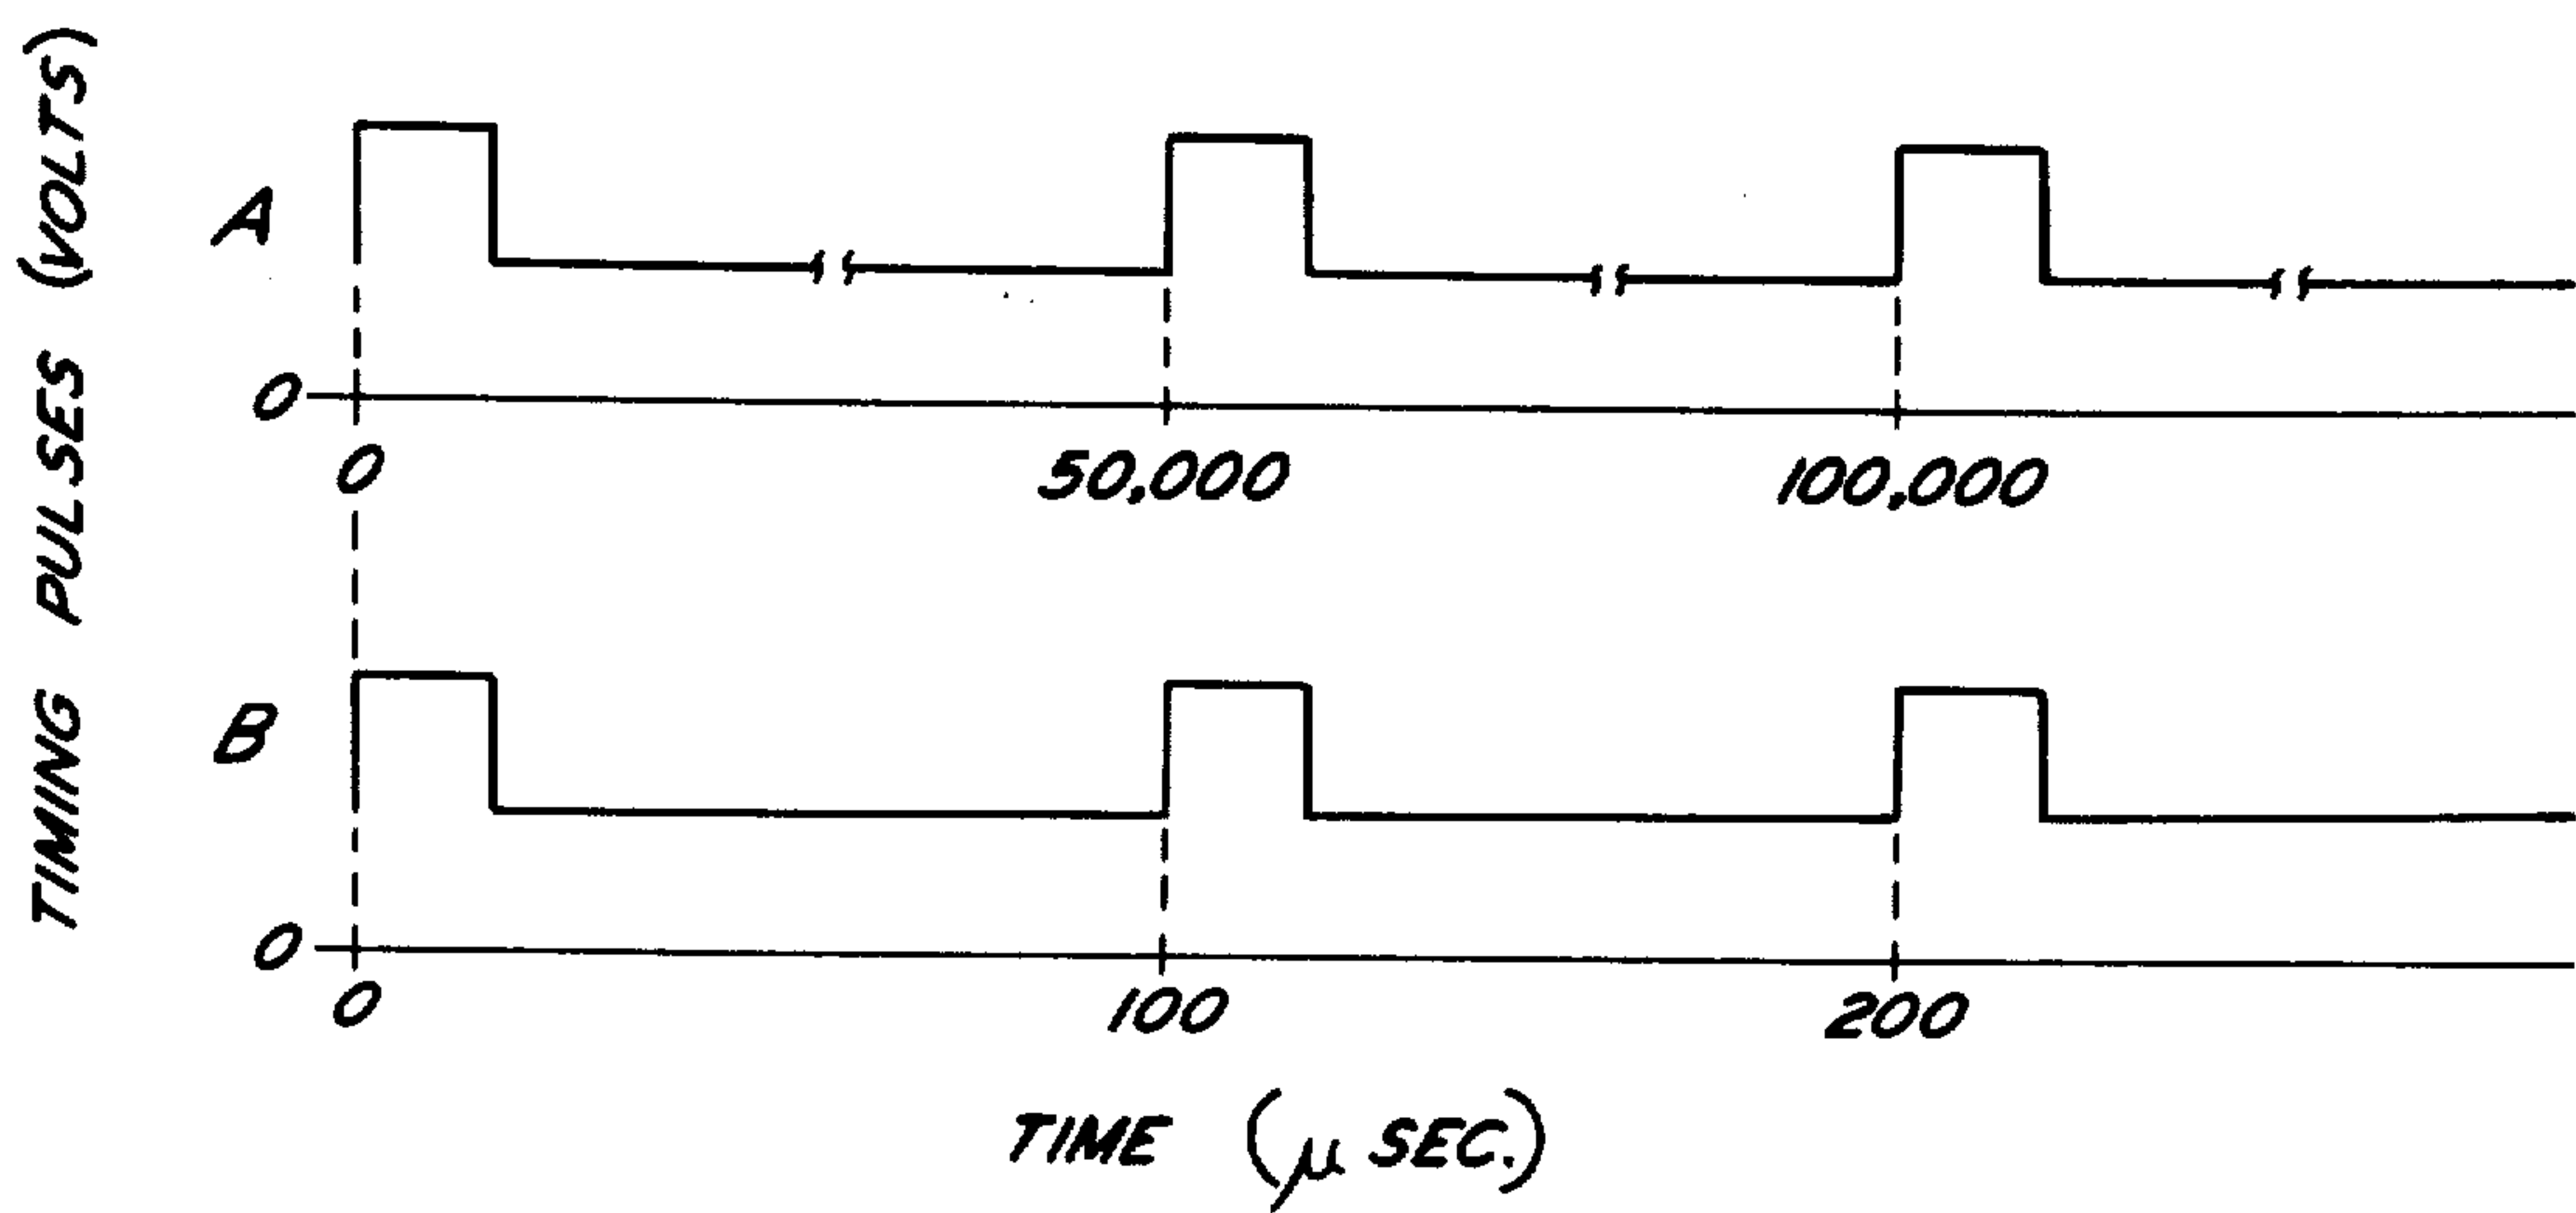 TIMING PULSES (VOLTS)
A
0
0 50,000 100,000
B
0
0 100 200
TIME (μ SEC.)